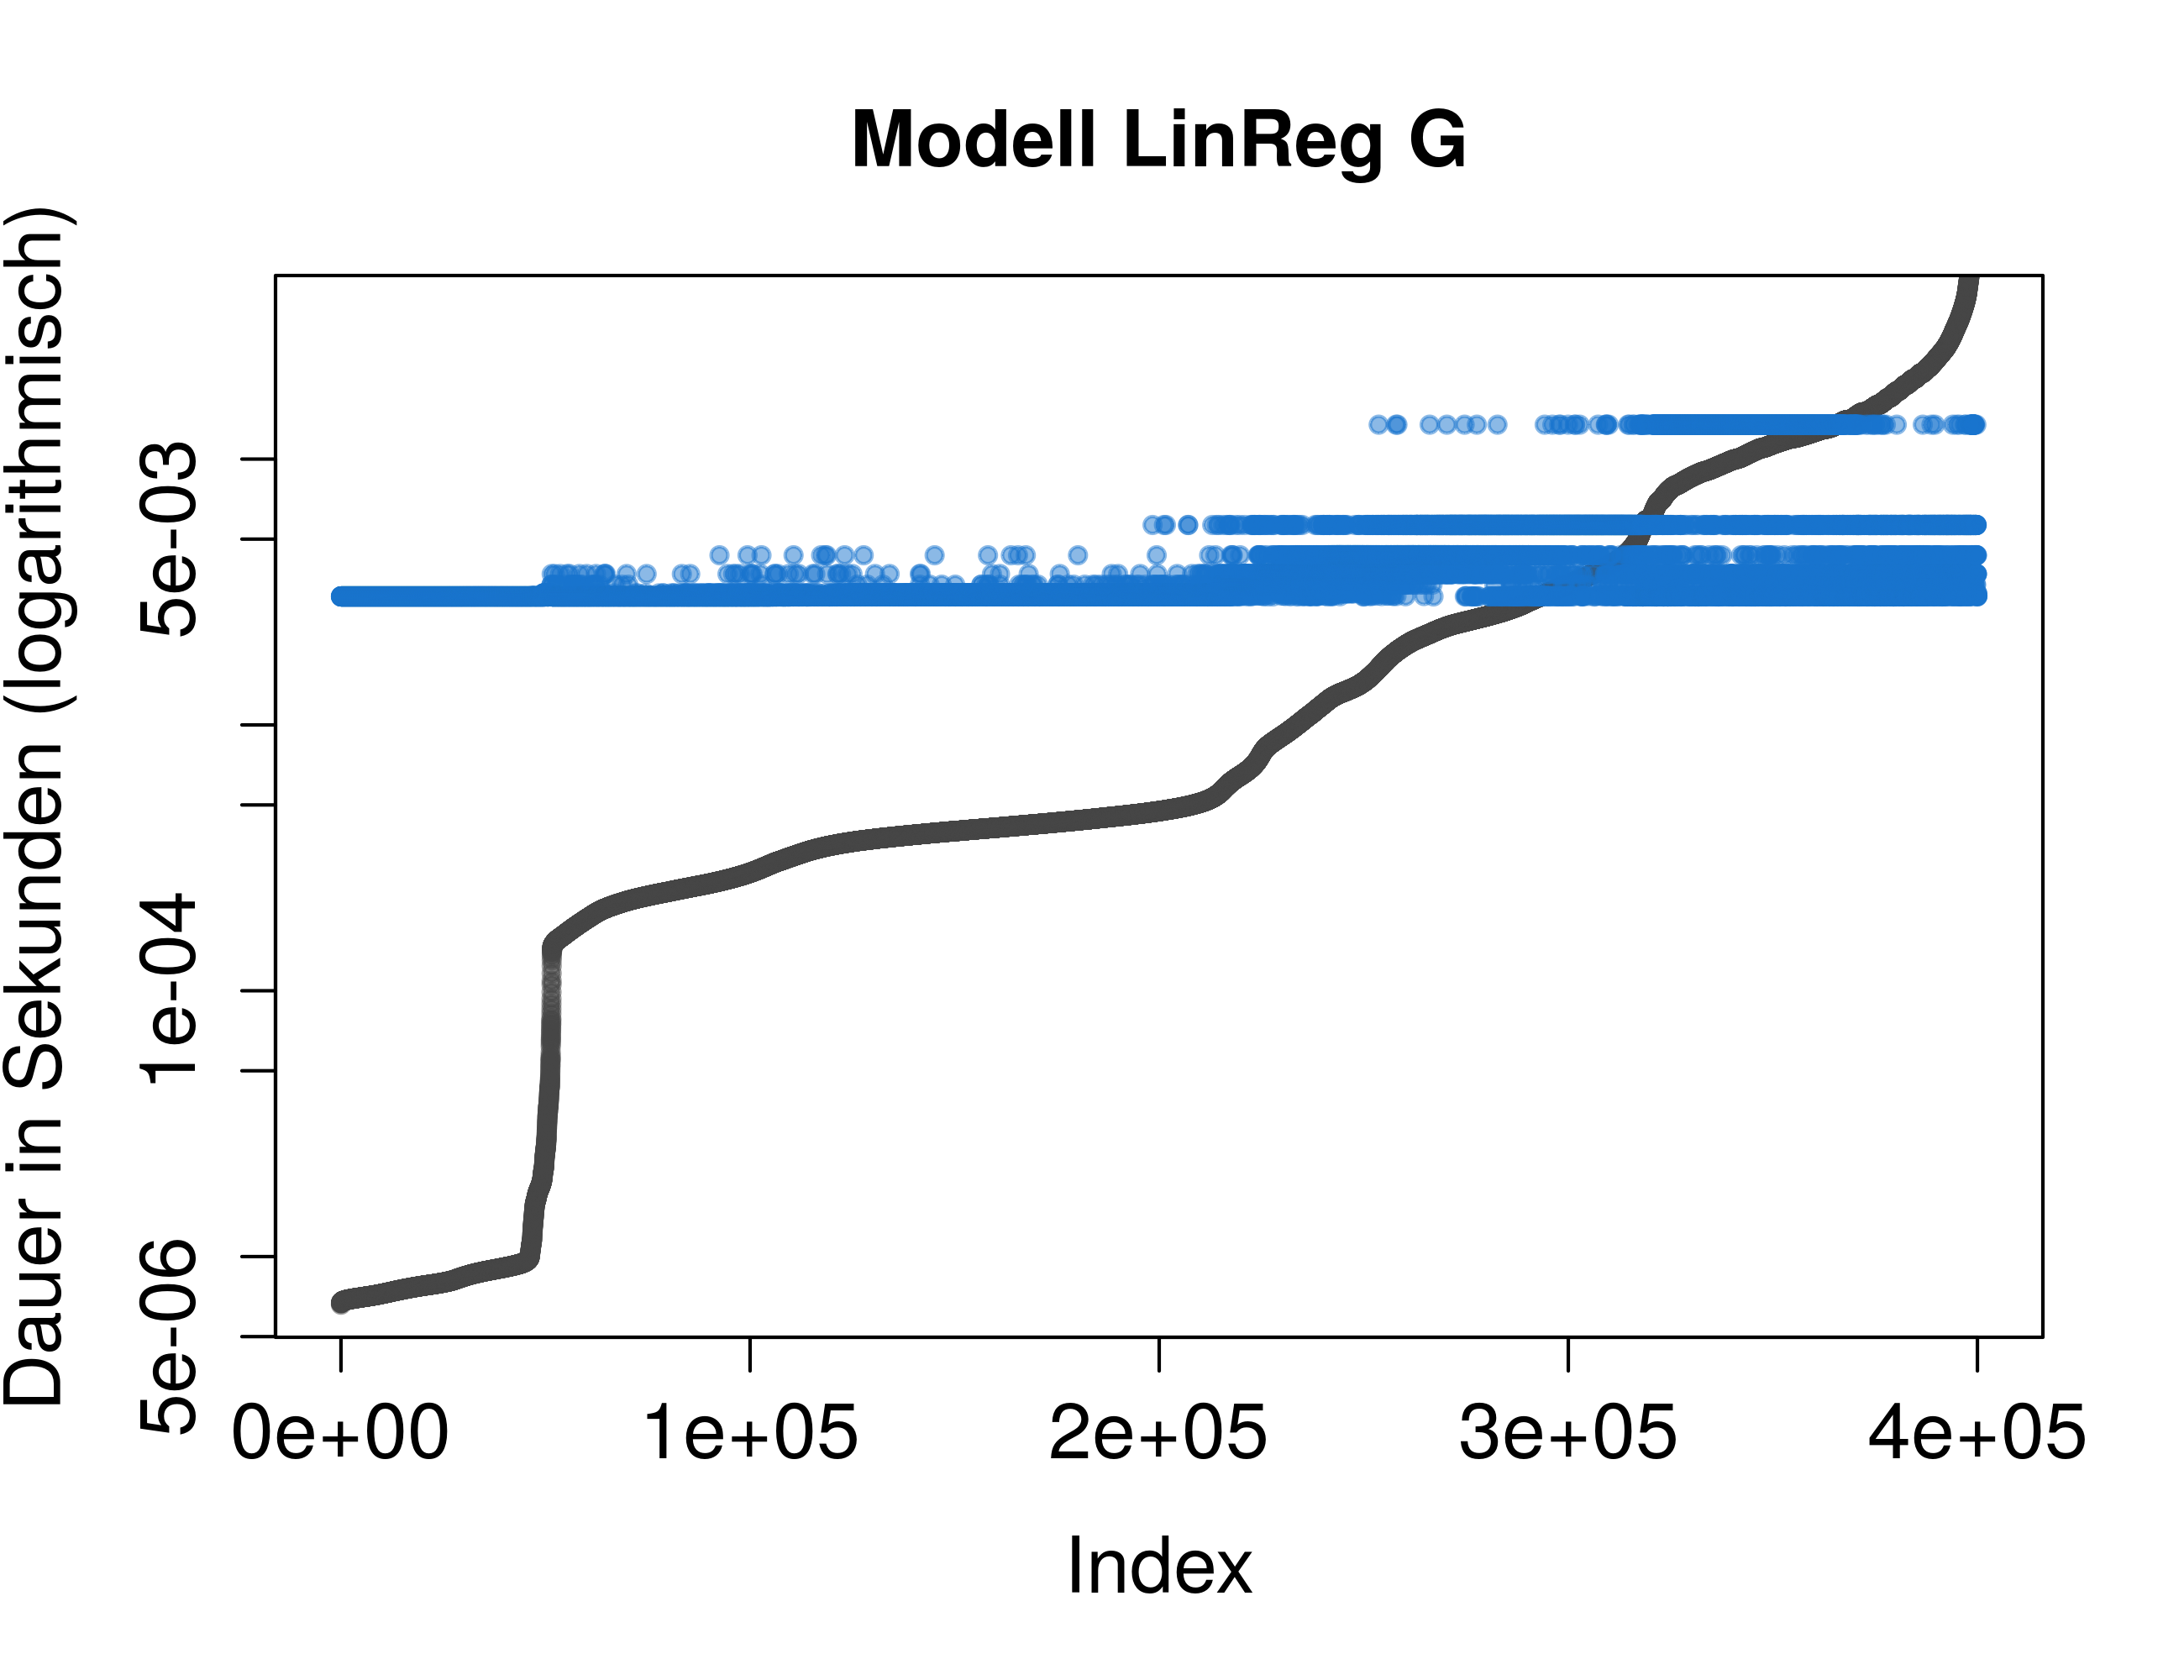 Modell LinReg G
Dauer in Sekunden (logarithmisch)
5e-03
1e-04
5e-06
0e+00 1e+05 2e+05 3e+05 4e+05
Index